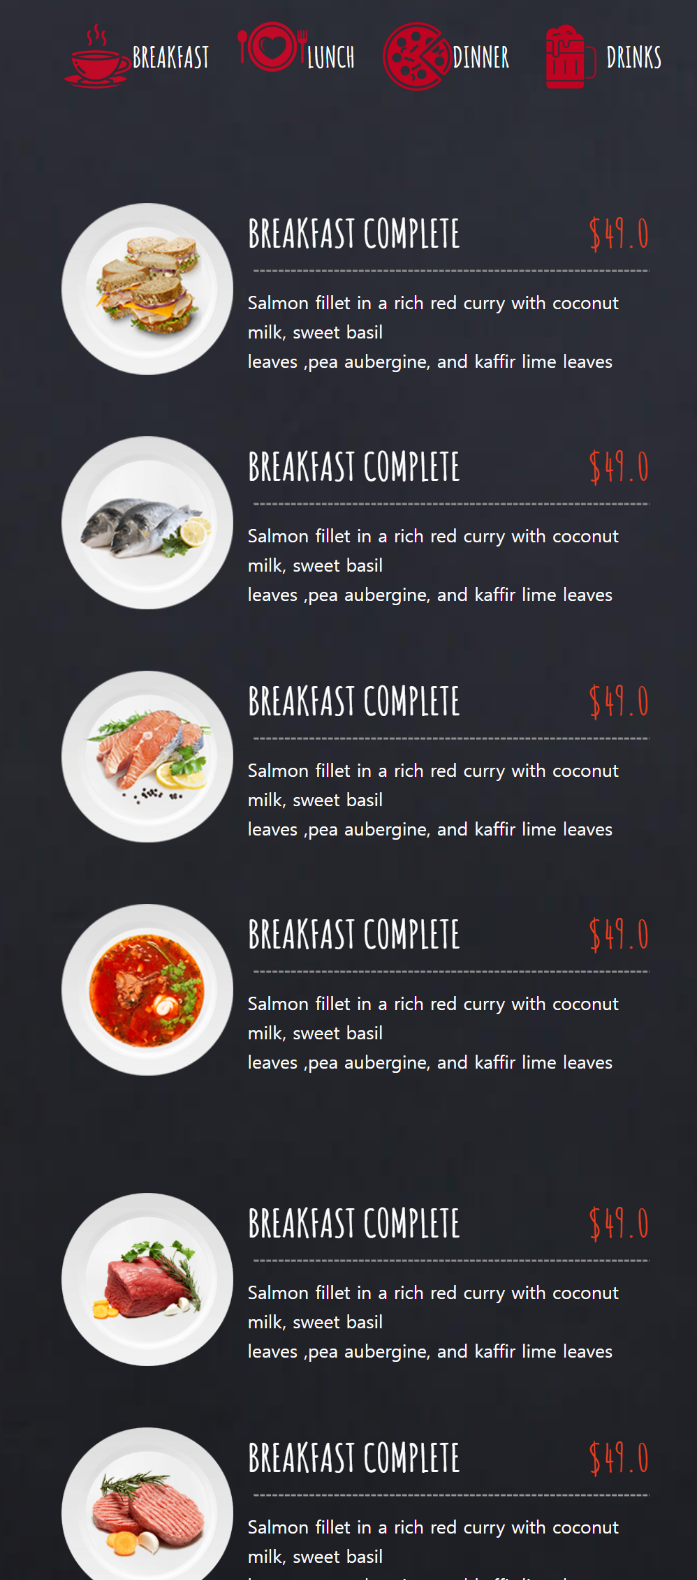 BREAKFAST LUNCH DINNER DRINKS
BREAKFAST COMPLETE $49.0
Salmon fillet in a rich red curry with coconut
milk, sweet basil
leaves ,pea aubergine, and kaffir lime leaves
BREAKFAST COMPLETE $49.0
Salmon fillet in a rich red curry with coconut
milk, sweet basil
leaves ,pea aubergine, and kaffir lime leaves
BREAKFAST COMPLETE $49.0
Salmon fillet in a rich red curry with coconut
milk, sweet basil
leaves ,pea aubergine, and kaffir lime leaves
BREAKFAST COMPLETE $49.0
Salmon fillet in a rich red curry with coconut
milk, sweet basil
leaves ,pea aubergine, and kaffir lime leaves
BREAKFAST COMPLETE $49.0
Salmon fillet in a rich red curry with coconut
milk, sweet basil
leaves ,pea aubergine, and kaffir lime leaves
BREAKFAST COMPLETE $49.0
Salmon fillet in a rich red curry with coconut
milk, sweet basil